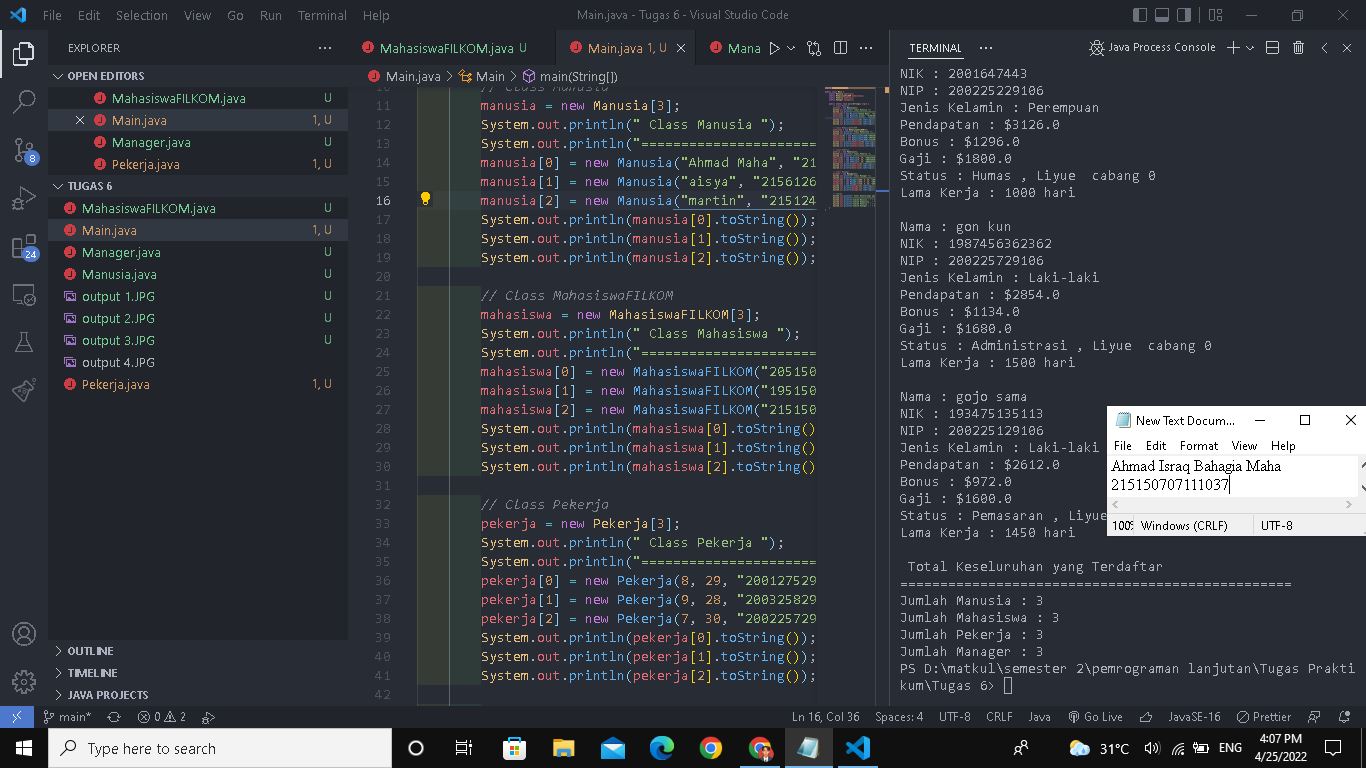 File Edit Selection View Go Run Terminal Help
Main.java - Tugas 6 - Visual Studio Code
EXPLORER
OPEN EDITORS
MahasiswaFILKOM.java U
Main.java 1, U
Manager.java U
Pekerja.java 1, U
TUGAS 6
MahasiswaFILKOM.java U
Main.java 1, U
Manager.java U
Manusia.java U
output 1.JPG U
output 2.JPG U
output 3.JPG U
output 4.JPG
Pekerja.java 1, U
OUTLINE
TIMELINE
JAVA PROJECTS
8
24
MahasiswaFILKOM.java U
Main.java 1, U
Mana
Main.java > Main > main(String[])
10 // Class Manusia
11 manusia = new Manusia[3];
12 System.out.println(" Class Manusia ");
13 System.out.println("======================
14 manusia[0] = new Manusia("Ahmad Maha", "21
15 manusia[1] = new Manusia("aisya", "2156126
16 manusia[2] = new Manusia("martin", "215124
17 System.out.println(manusia[0].toString());
18 System.out.println(manusia[1].toString());
19 System.out.println(manusia[2].toString());
20
21 // Class MahasiswaFILKOM
22 mahasiswa = new MahasiswaFILKOM[3];
23 System.out.println(" Class Mahasiswa ");
24 System.out.println("======================
25 mahasiswa[0] = new MahasiswaFILKOM("205150
26 mahasiswa[1] = new MahasiswaFILKOM("195150
27 mahasiswa[2] = new MahasiswaFILKOM("215150
28 System.out.println(mahasiswa[0].toString()
29 System.out.println(mahasiswa[1].toString()
30 System.out.println(mahasiswa[2].toString()
31
32 // Class Pekerja
33 pekerja = new Pekerja[3];
34 System.out.println(" Class Pekerja ");
35 System.out.println("======================
36 pekerja[0] = new Pekerja(8, 29, "200127529
37 pekerja[1] = new Pekerja(9, 28, "200325829
38 pekerja[2] = new Pekerja(7, 30, "200225729
39 System.out.println(pekerja[0].toString());
40 System.out.println(pekerja[1].toString());
41 System.out.println(pekerja[2].toString());
42
TERMINAL
Java Process Console
NIK : 2001647443
NIP : 200225229106
Jenis Kelamin : Perempuan
Pendapatan : $3126.0
Bonus : $1296.0
Gaji : $1800.0
Status : Humas , Liyue  cabang 0
Lama Kerja : 1000 hari
Nama : gon kun
NIK : 1987456362362
NIP : 200225729106
Jenis Kelamin : Laki-laki
Pendapatan : $2854.0
Bonus : $1134.0
Gaji : $1680.0
Status : Administrasi , Liyue  cabang 0
Lama Kerja : 1500 hari
Nama : gojo sama
NIK : 193475135113
NIP : 200225129106
Jenis Kelamin : Laki-laki
Pendapatan : $2612.0
Bonus : $972.0
Gaji : $1600.0
Status : Pemasaran , Liyue
Lama Kerja : 1450 hari
Total Keseluruhan yang Terdaftar
================================================
Jumlah Manusia : 3
Jumlah Mahasiswa : 3
Jumlah Pekerja : 3
Jumlah Manager : 3
PS D:\matkul\semester 2\pemrograman lanjutan\Tugas Prakti
kum\Tugas 6>
New Text Docum...
File Edit Format View Help
Ahmad Israq Bahagia Maha
215150707111037
100% Windows (CRLF) UTF-8
main* 0 2
Ln 16, Col 36 Spaces: 4 UTF-8 CRLF Java Go Live JavaSE-16 Prettier
Type here to search
31°C ENG
4:07 PM
4/25/2022